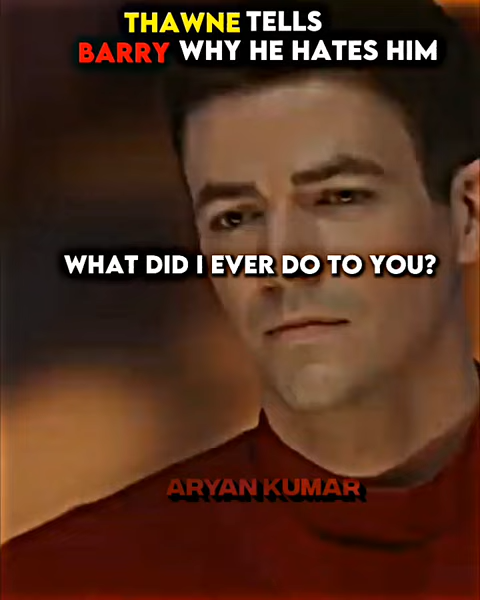 THAWNE TELLS
BARRY WHY HE HATES HIM
WHAT DID I EVER DO TO YOU?
ARYAN KUMAR